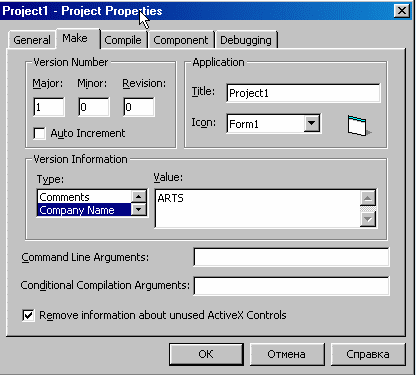 Project1 - Project Properties
General Make Compile Component Debugging
Version Number
Major: Minor: Revision:
1 0 0
Auto Increment
Application
Title: Project1
Icon: Form1
Version Information
Type: Value:
Comments
Company Name
ARTS
Command Line Arguments:
Conditional Compilation Arguments:
Remove information about unused ActiveX Controls
OK Отмена Справка